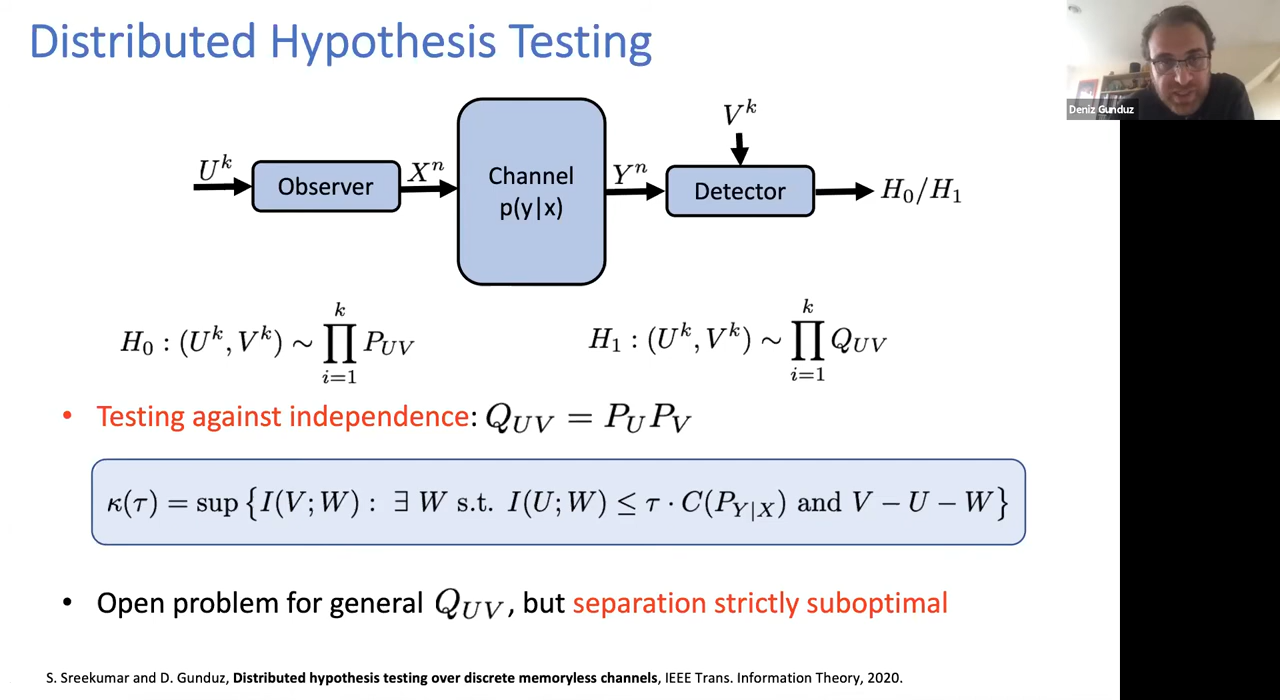 Distributed Hypothesis Testing
Deniz Gunduz
V^k
U^k
Observer
X^n
Channel
p(y|x)
Y^n
Detector
H_0/H_1
H_0 : (U^k, V^k) ∼ ∏_{i=1}^{k} P_{UV}
H_1 : (U^k, V^k) ∼ ∏_{i=1}^{k} Q_{UV}
• Testing against independence: Q_{UV} = P_U P_V
κ(τ) = sup {I(V; W) : ∃ W s.t. I(U; W) ≤ τ · C(P_{Y|X}) and V − U − W}
• Open problem for general Q_{UV}, but separation strictly suboptimal
S. Sreekumar and D. Gunduz, Distributed hypothesis testing over discrete memoryless channels, IEEE Trans. Information Theory, 2020.